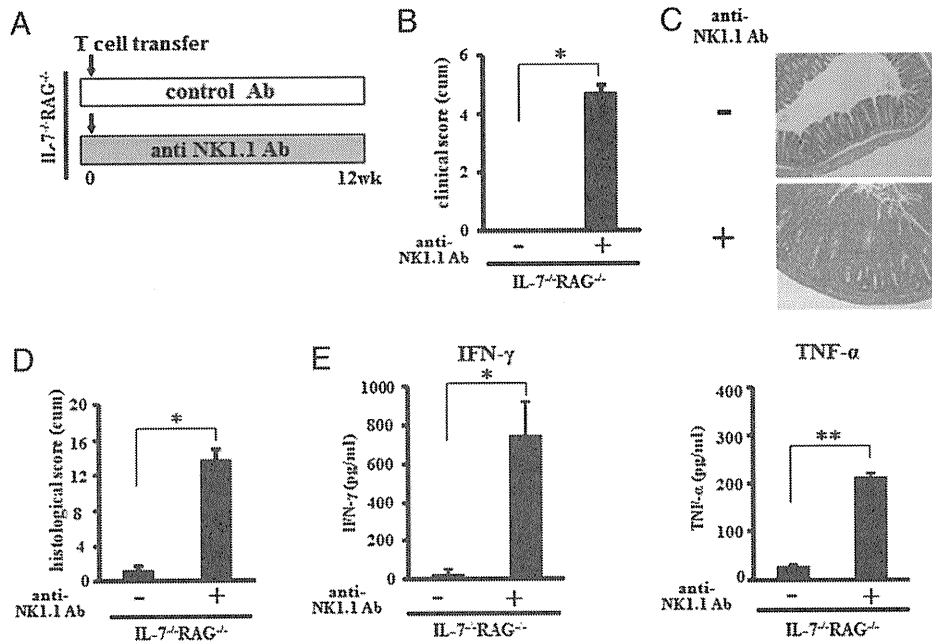 A
T cell transfer
IL-7-/-RAG-/-
control Ab
anti NK1.1 Ab
0
12wk
B
clinical score (cum)
6
4
2
0
*
anti-
NK1.1 Ab
-
+
IL-7-/-RAG-/-
C
anti-
NK1.1 Ab
-
+
D
histological score (cum)
20
16
12
8
4
0
*
anti-
NK1.1 Ab
-
+
IL-7-/-RAG-/-
E
IFN-γ
IFN-γ (pg/ml)
1000
800
600
400
200
0
*
anti-
NK1.1 Ab
-
+
IL-7-/-RAG-/-
TNF-α
TNF-α (pg/ml)
400
300
200
100
0
**
anti-
NK1.1 Ab
-
+
IL-7-/-RAG-/-